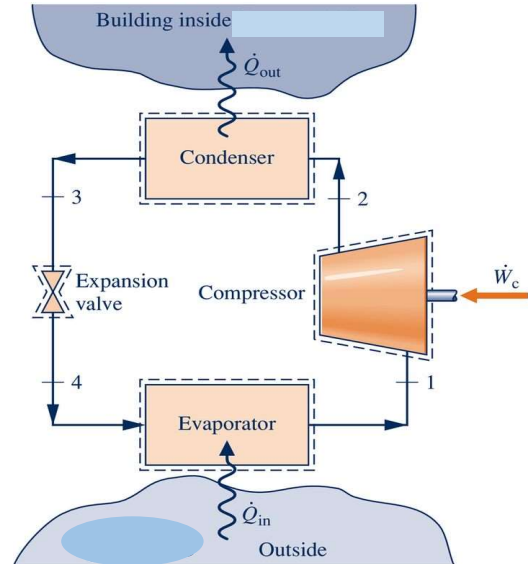 Building inside
Q̇out
Condenser
3
2
Expansion
valve
Compressor
Ẇc
4
1
Evaporator
Q̇in
Outside